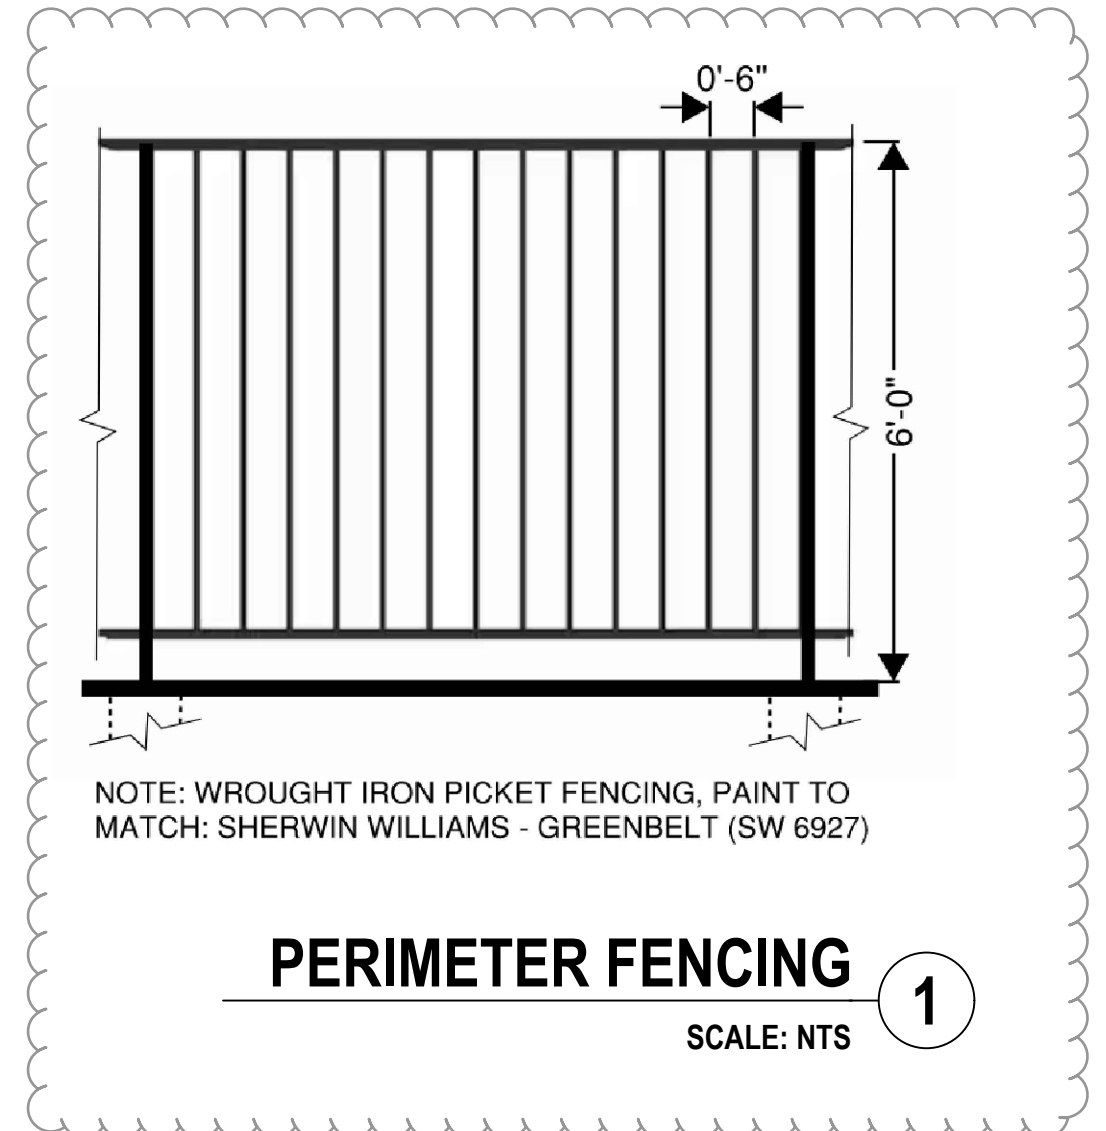 0'-6"
6'-0"
NOTE: WROUGHT IRON PICKET FENCING, PAINT TO
MATCH: SHERWIN WILLIAMS - GREENBELT (SW 6927)
PERIMETER FENCING
1
SCALE: NTS